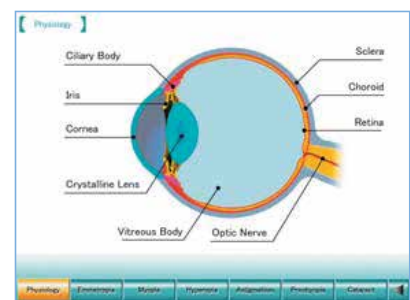 【 Physiology 】
Ciliary Body
Sclera
Iris
Choroid
Cornea
Retina
Crystalline Lens
Vitreous Body
Optic Nerve
Physiology Emmetropia Myopia Hyperopia Astigmatism Presbyopia Cataract